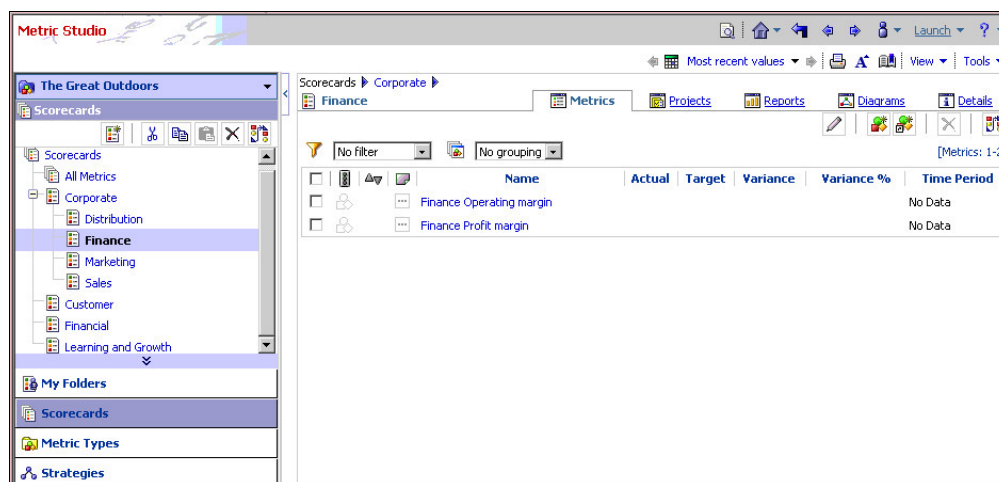 Metric Studio
Launch ?
Most recent values A View Tools
The Great Outdoors
Scorecards
Scorecards
All Metrics
Corporate
Distribution
Finance
Marketing
Sales
Customer
Financial
Learning and Growth
My Folders
Scorecards
Metric Types
Strategies
Scorecards Corporate
Finance Metrics Projects Reports Diagrams Details
No filter No grouping [Metrics: 1-2
Name Actual Target Variance Variance % Time Period
Finance Operating margin No Data
Finance Profit margin No Data